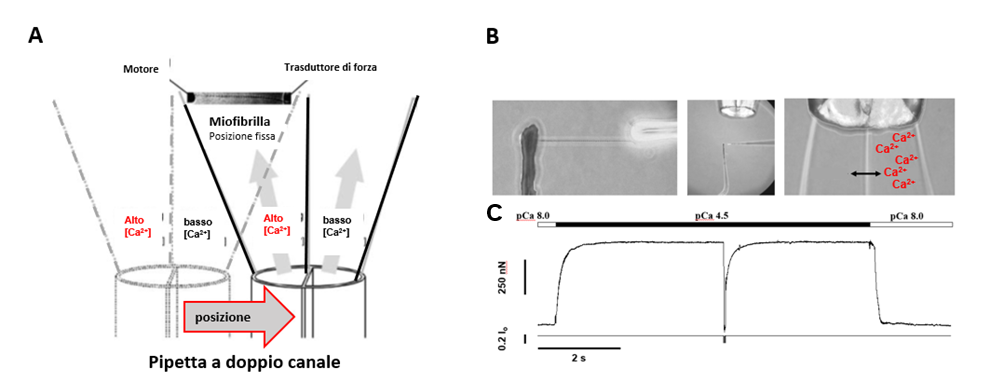 A
Motore
Trasduttore di forza
Miofibrilla
Posizione fissa
Alto
[Ca²⁺]
basso
[Ca²⁺]
Alto
[Ca²⁺]
basso
[Ca²⁺]
posizione
Pipetta a doppio canale
B
Ca²⁺
Ca²⁺
Ca²⁺
Ca²⁺
Ca²⁺
C
pCa 8.0
pCa 4.5
pCa 8.0
250 nN
0.2 lₒ
2 s